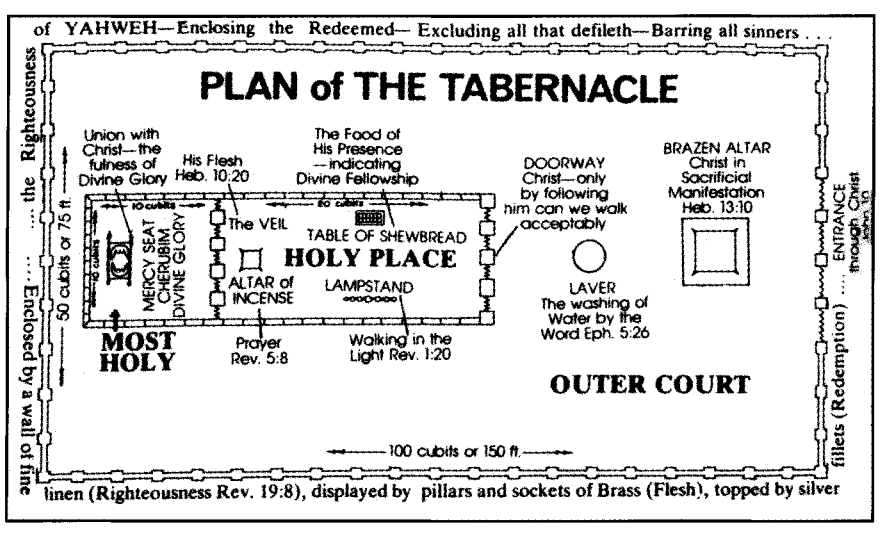 of YAHWEH—Enclosing the Redeemed— Excluding all that defileth—Barring all sinners . . .
PLAN of THE TABERNACLE
Union with
Christ—the
fulness of
Divine Glory
His Flesh
Heb. 10:20
The Food of
His Presence
—indicating
Divine Fellowship
DOORWAY
Christ—only
by following
him can we walk
acceptably
BRAZEN ALTAR
Christ in
Sacrificial
Manifestation
Heb. 13:10
10 cubits
20 cubits
10 cubits
MERCY SEAT
CHERUBIM
DIVINE GLORY
The VEIL
TABLE OF SHEWBREAD
HOLY PLACE
ALTAR of
INCENSE
LAMPSTAND
LAVER
The washing of
Water by the
Word Eph. 5:26
MOST
HOLY
Prayer
Rev. 5:8
Walking in the
Light Rev. 1:20
OUTER COURT
50 cubits or 75 ft.
100 cubits or 150 ft.
.... Enclosed by a wall of fine
.... the Righteousness
linen (Righteousness Rev. 19:8), displayed by pillars and sockets of Brass (Flesh), topped by silver
fillets (Redemption) .... ENTRANCE
through Christ
John